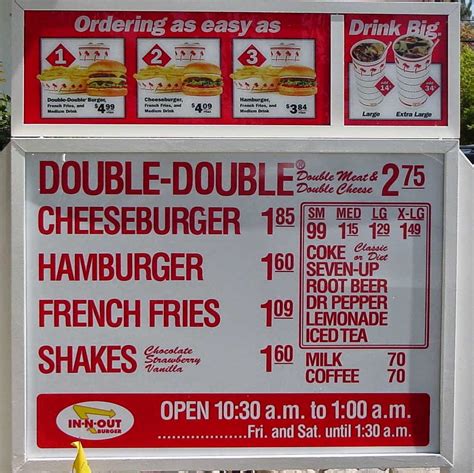 Ordering as easy as
Drink Big.
1
2
3
Double-Double Burger,
French Fries, and
Medium Drink
$4.99
Cheeseburger,
French Fries, and
Medium Drink
$4.09
Hamburger,
French Fries, and
Medium Drink
$3.84
Large
Extra Large
DOUBLE-DOUBLE® Double Meat & Double Cheese 2.75
CHEESEBURGER 1.85
HAMBURGER 1.60
FRENCH FRIES 1.09
SHAKES Chocolate Strawberry Vanilla 1.60
SM MED LG X-LG
99 1.15 1.29 1.49
COKE Classic or Diet
SEVEN-UP
ROOT BEER
DR PEPPER
LEMONADE
ICED TEA
MILK 70
COFFEE 70
IN-N-OUT
BURGER
OPEN 10:30 a.m. to 1:00 a.m.
Fri. and Sat. until 1:30 a.m.